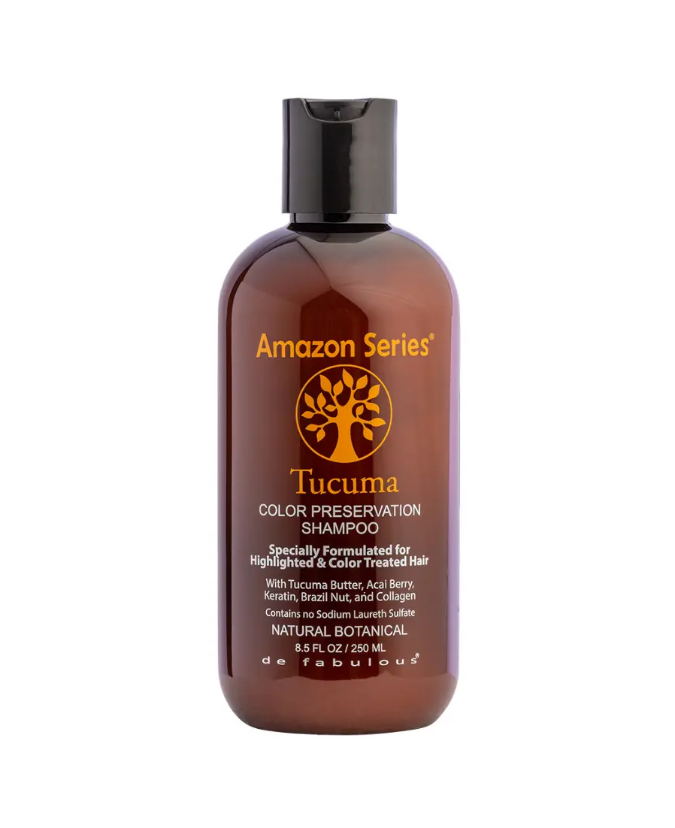 Amazon Series®
Tucuma
COLOR PRESERVATION
SHAMPOO
Specially Formulated for
Highlighted & Color Treated Hair
With Tucuma Butter, Acai Berry,
Keratin, Brazil Nut, and Collagen
Contains no Sodium Laureth Sulfate
NATURAL BOTANICAL
8.5 FL OZ / 250 ML
de fabulous®